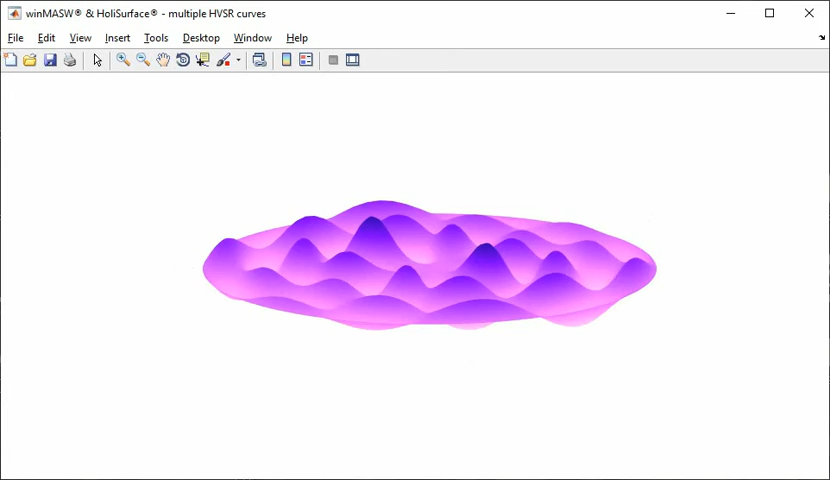 winMASW® & HoliSurface® - multiple HVSR curves
File Edit View Insert Tools Desktop Window Help